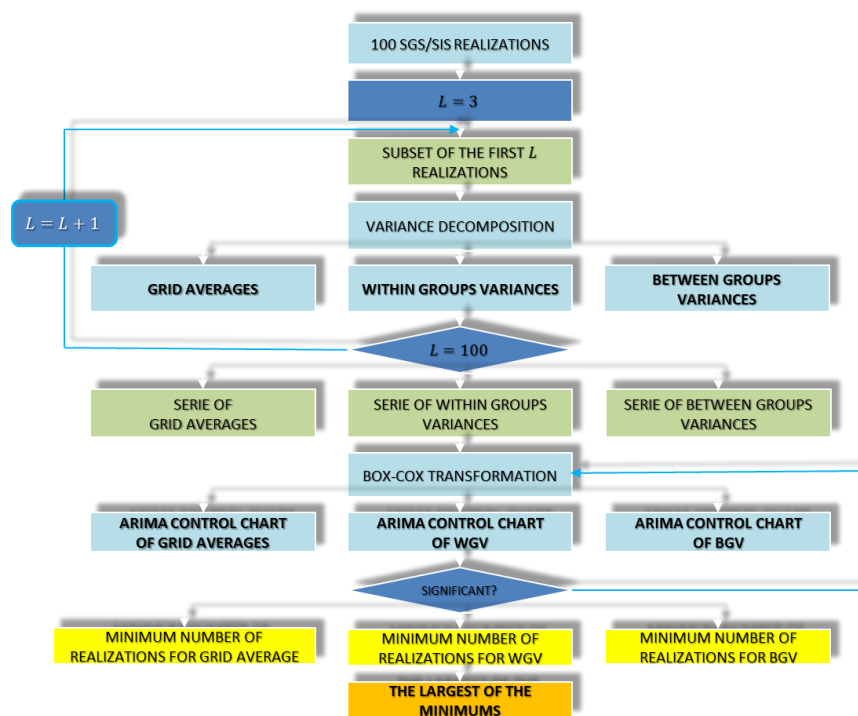 100 SGS/SIS REALIZATIONS
L = 3
SUBSET OF THE FIRST L
REALIZATIONS
L = L + 1
VARIANCE DECOMPOSITION
GRID AVERAGES
WITHIN GROUPS VARIANCES
BETWEEN GROUPS
VARIANCES
L = 100
SERIE OF
GRID AVERAGES
SERIE OF WITHIN GROUPS
VARIANCES
SERIE OF BETWEEN GROUPS
VARIANCES
BOX-COX TRANSFORMATION
ARIMA CONTROL CHART
OF GRID AVERAGES
ARIMA CONTROL CHART
OF WGV
ARIMA CONTROL CHART
OF BGV
SIGNIFICANT?
MINIMUM NUMBER OF
REALIZATIONS FOR GRID AVERAGE
MINIMUM NUMBER OF
REALIZATIONS FOR WGV
MINIMUM NUMBER OF
REALIZATIONS FOR BGV
THE LARGEST OF THE
MINIMUMS